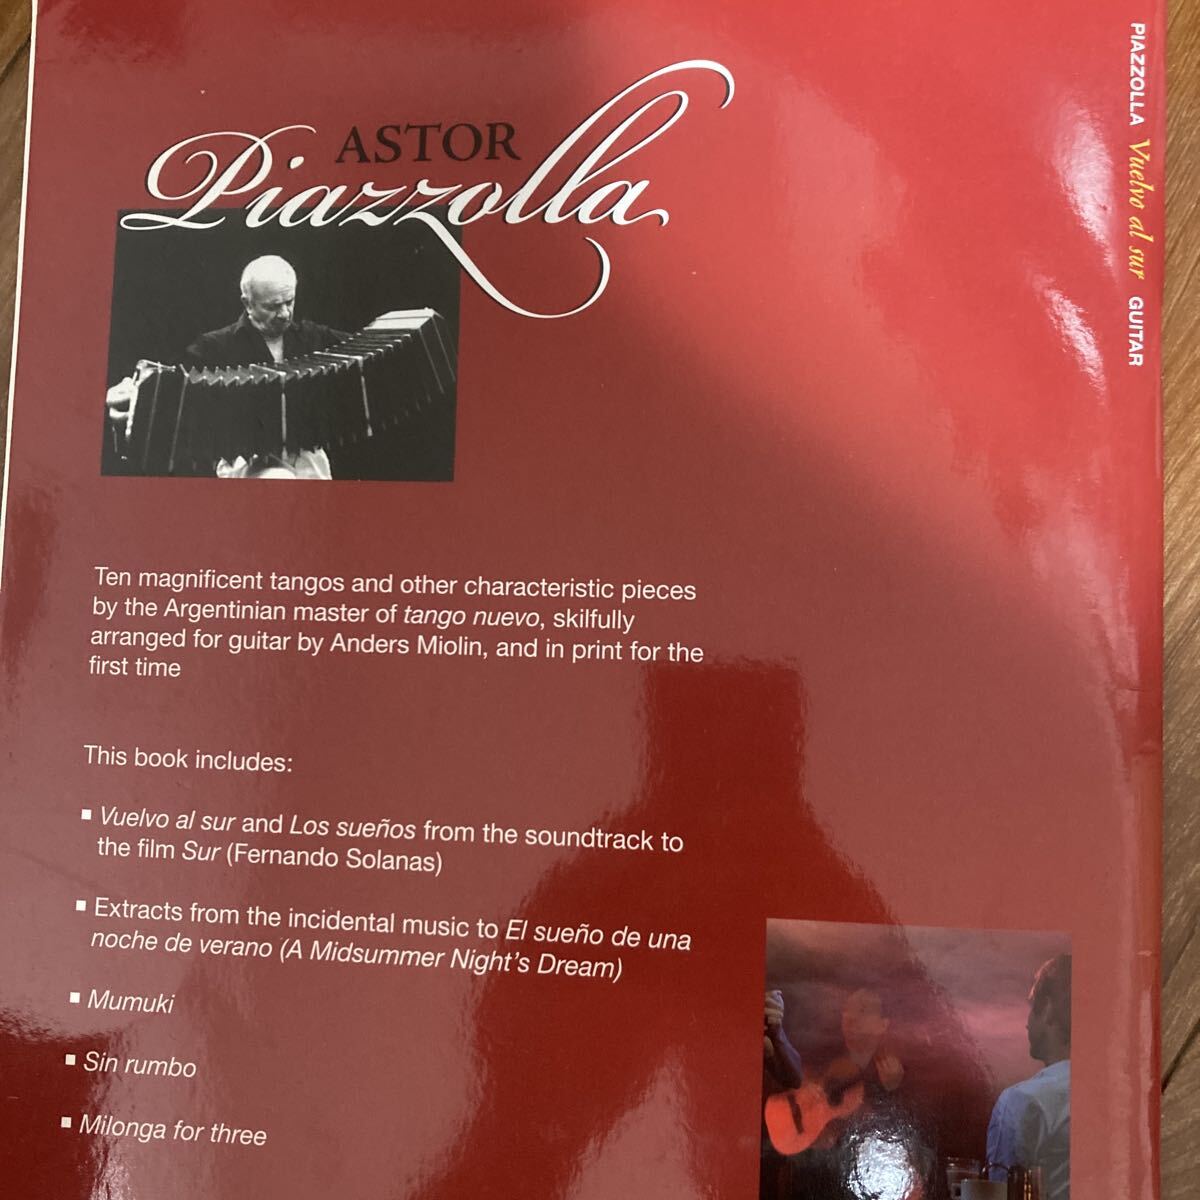 ASTOR
Piazzolla
PIAZZOLLA Vuelvo al sur GUITAR
Ten magnificent tangos and other characteristic pieces
by the Argentinian master of tango nuevo, skilfully
arranged for guitar by Anders Miolin, and in print for the
first time
This book includes:
▪ Vuelvo al sur and Los sueños from the soundtrack to
the film Sur (Fernando Solanas)
▪ Extracts from the incidental music to El sueño de una
noche de verano (A Midsummer Night's Dream)
▪ Mumuki
▪ Sin rumbo
▪ Milonga for three